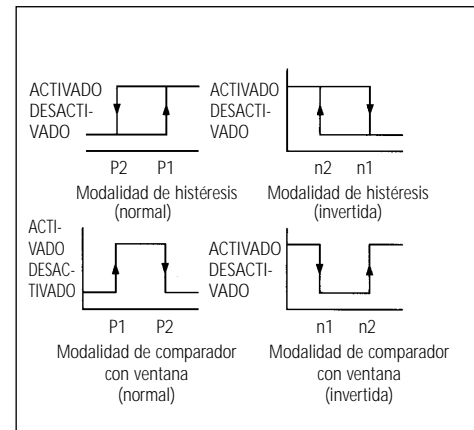 ACTIVADO
DESACTI-
VADO
P2 P1
Modalidad de histéresis
(normal)
ACTIVADO
DESACTI-
VADO
n2 n1
Modalidad de histéresis
(invertida)
ACTI-
VADO
DESAC-
TIVADO
P1 P2
Modalidad de comparador
con ventana
(normal)
ACTIVADO
DESACTI-
VADO
n1 n2
Modalidad de comparador
con ventana
(invertida)